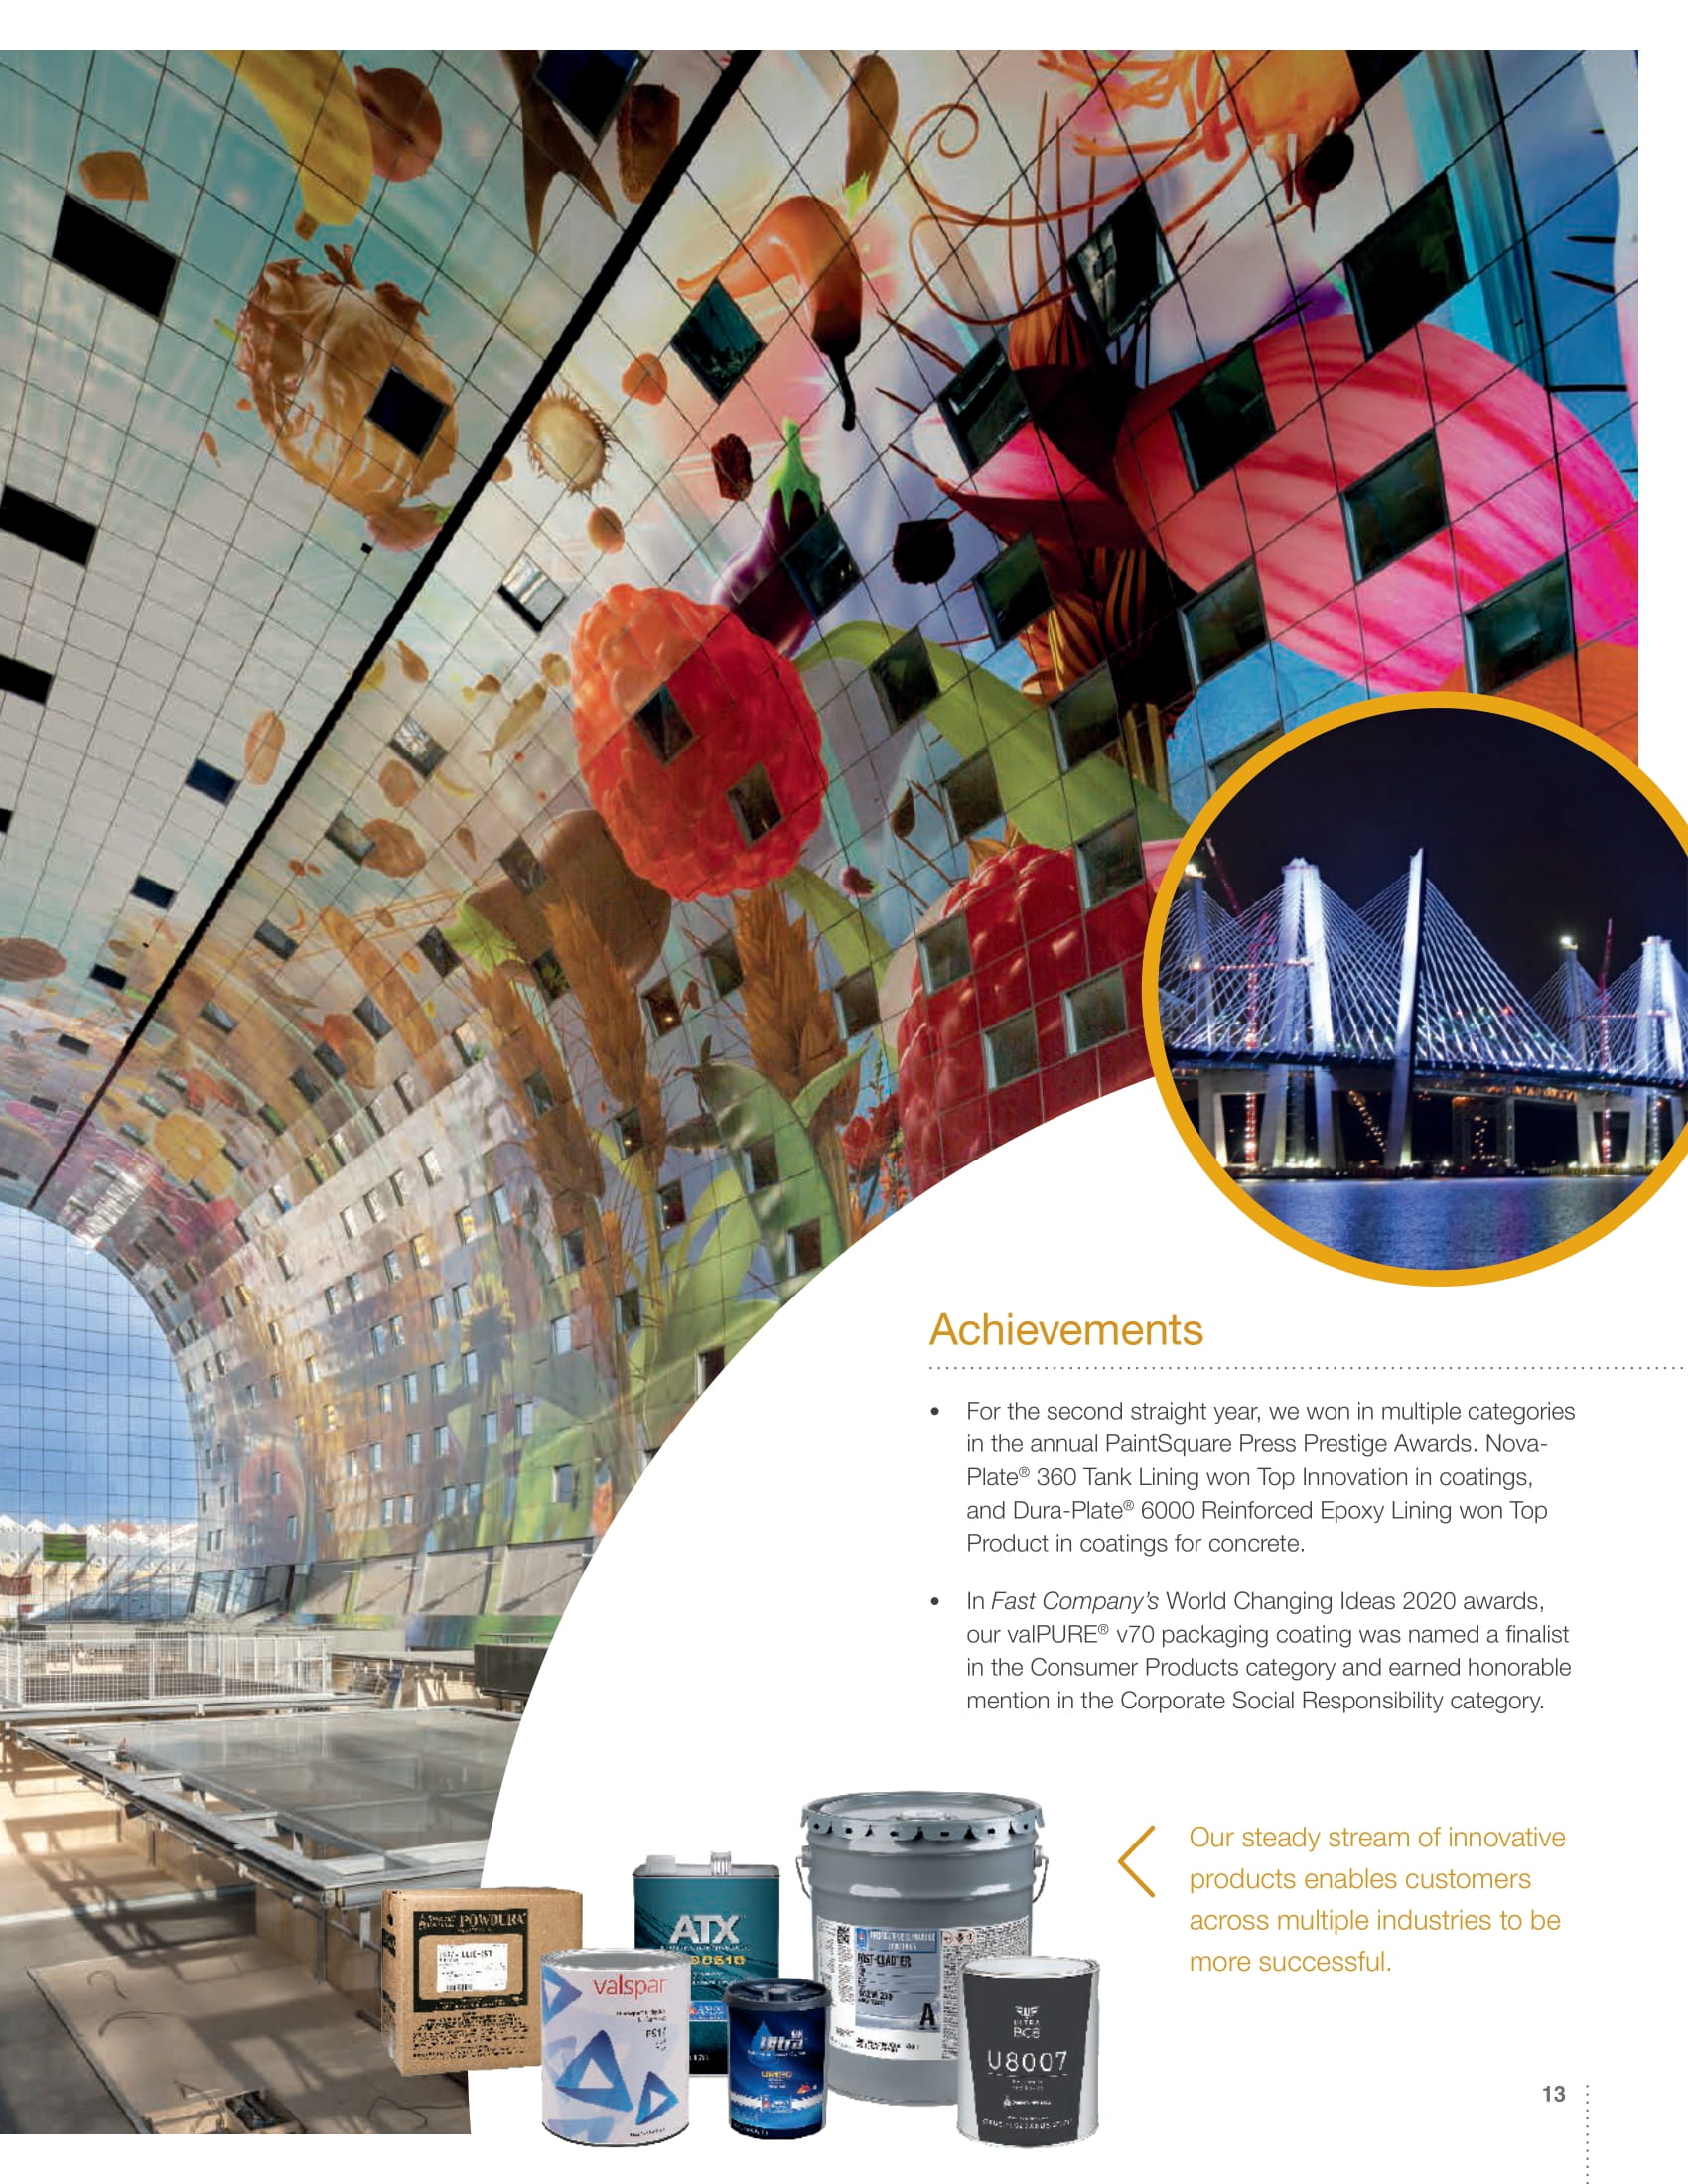 Achievements
• For the second straight year, we won in multiple categories
in the annual PaintSquare Press Prestige Awards. Nova-
Plate® 360 Tank Lining won Top Innovation in coatings,
and Dura-Plate® 6000 Reinforced Epoxy Lining won Top
Product in coatings for concrete.
• In Fast Company’s World Changing Ideas 2020 awards,
our valPURE® v70 packaging coating was named a finalist
in the Consumer Products category and earned honorable
mention in the Corporate Social Responsibility category.
Our steady stream of innovative
products enables customers
across multiple industries to be
more successful.
POWDURA
valspar
ATX
Ultra
A
ULTRA
BC8
U8007
13